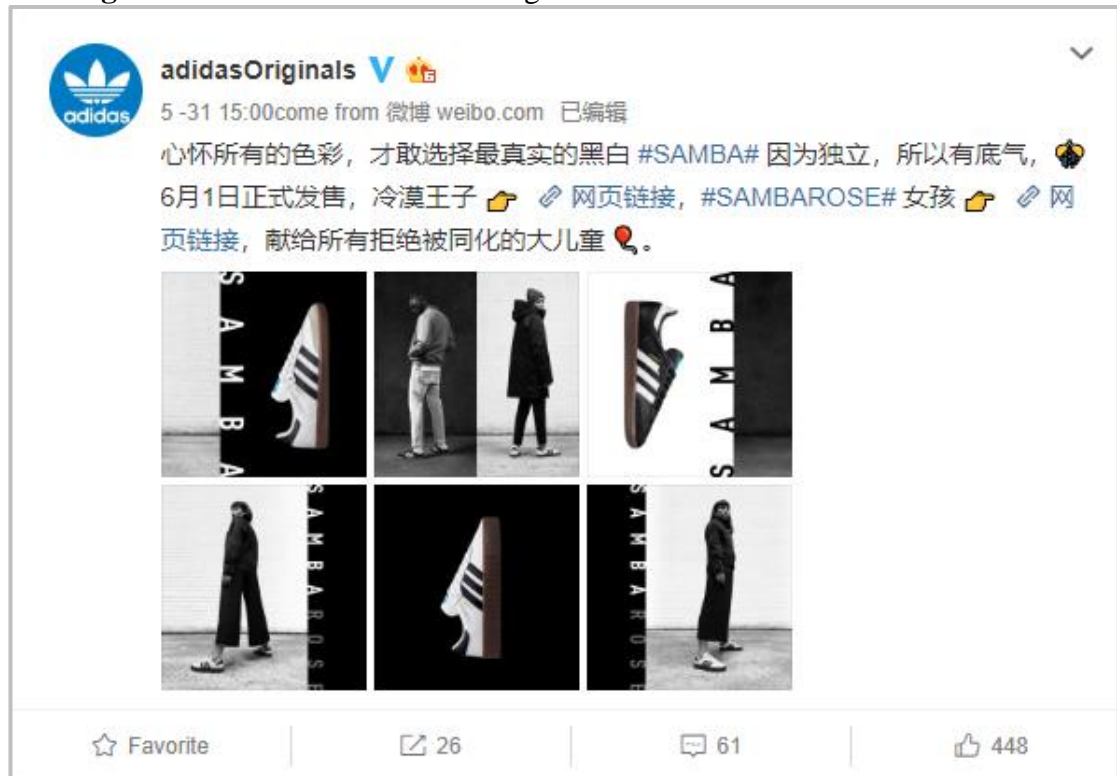 adidasOriginals V
adidas
5 -31 15:00come from 微博 weibo.com 已编辑
心怀所有的色彩，才敢选择最真实的黑白 #SAMBA# 因为独立，所以有底气，
6月1日正式发售，冷漠王子 网页链接，#SAMBAROSE# 女孩 网
页链接，献给所有拒绝被同化的大儿童 。
SAMBA
SAMBA
SAMBAROSE
SAMBAROSE
Favorite 26 61 448